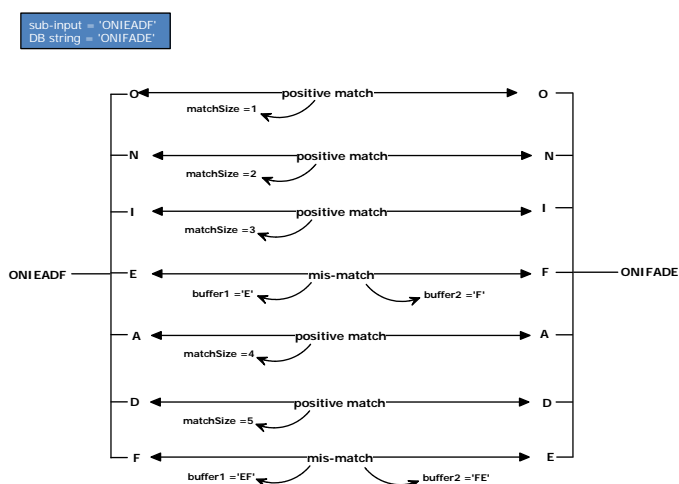 sub-input = 'ONIEADF'
DB string = 'ONIFADE'
O positive match O
matchSize =1
N positive match N
matchSize =2
I positive match I
matchSize =3
ONIEADF E mis-match F ONIFADE
buffer1 ='E' buffer2 ='F'
A positive match A
matchSize =4
D positive match D
matchSize =5
F mis-match E
buffer1 ='EF' buffer2 ='FE'